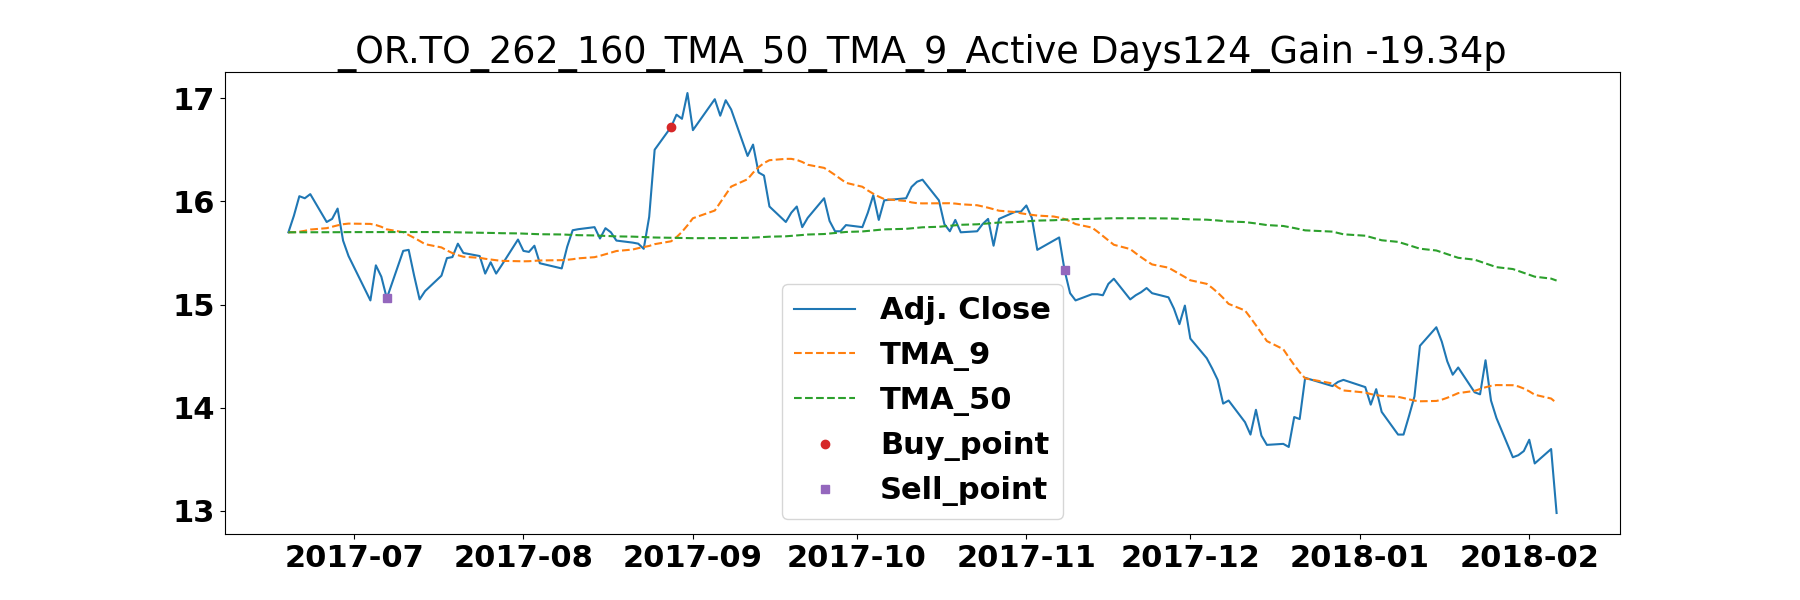 _OR.TO_262_160_TMA_50_TMA_9_Active Days124_Gain -19.34p
17
16
15
14
13
Adj. Close
TMA_9
TMA_50
Buy_point
Sell_point
2017-07 2017-08 2017-09 2017-10 2017-11 2017-12 2018-01 2018-02